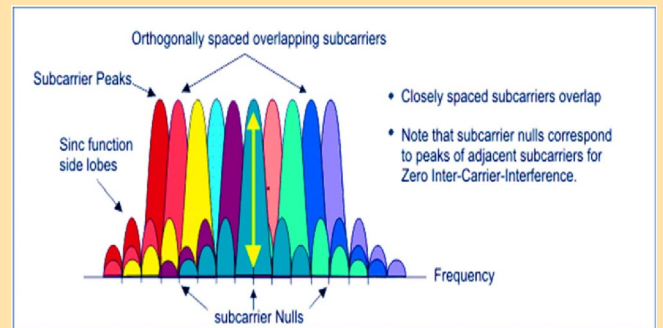 Orthogonally spaced overlapping subcarriers
Subcarrier Peaks
Sinc function
side lobes
• Closely spaced subcarriers overlap
• Note that subcarrier nulls correspond
to peaks of adjacent subcarriers for
Zero Inter-Carrier-Interference.
Frequency
subcarrier Nulls